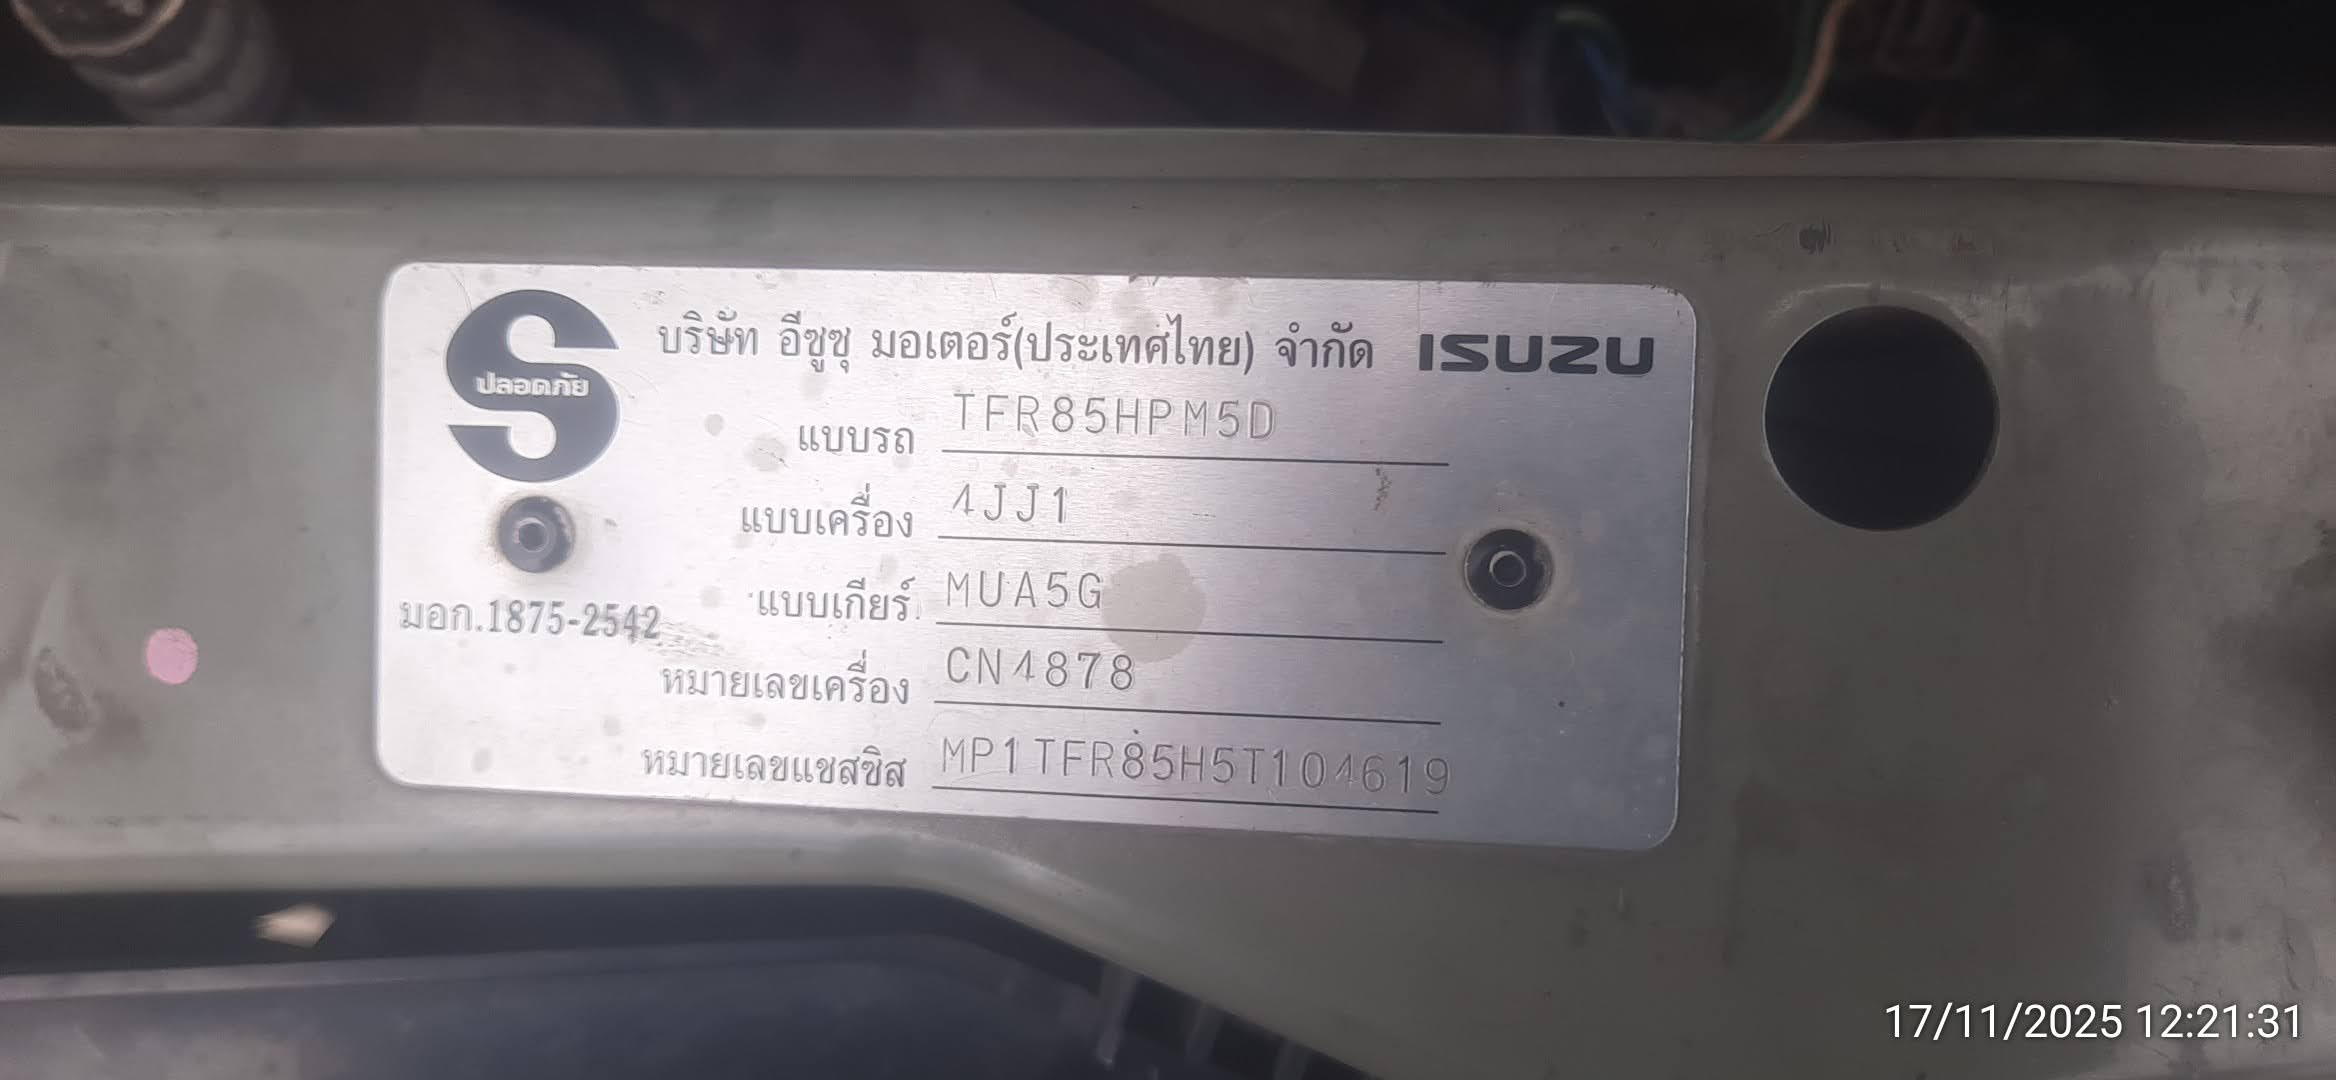 บริษัท อีซูซุ มอเตอร์(ประเทศไทย) จำกัด ISUZU
ปลอดภัย
แบบรถ TFR85HPM5D
แบบเครื่อง 4JJ1
แบบเกียร์ MUA5G
มอก.1875-2542
หมายเลขเครื่อง CN4878
หมายเลขแชสซิส MP1TFR85H5T104619
17/11/2025 12:21:31